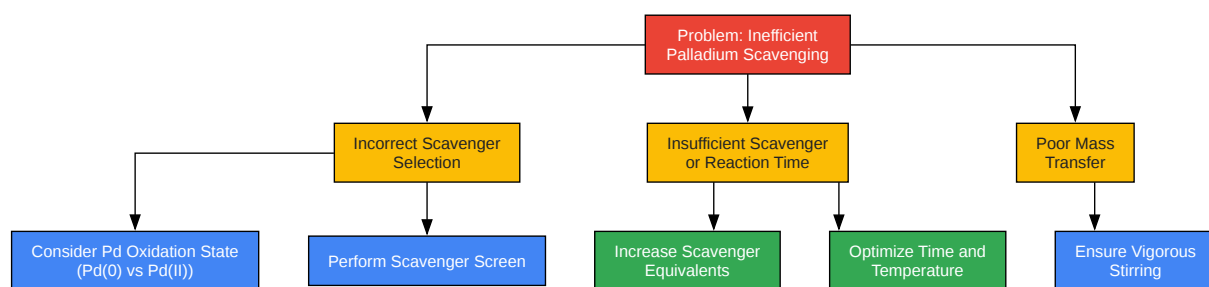 Problem: Inefficient
Palladium Scavenging
Incorrect Scavenger
Selection
Insufficient Scavenger
or Reaction Time
Poor Mass
Transfer
Consider Pd Oxidation State
(Pd(0) vs Pd(II))
Perform Scavenger Screen
Increase Scavenger
Equivalents
Optimize Time and
Temperature
Ensure Vigorous
Stirring